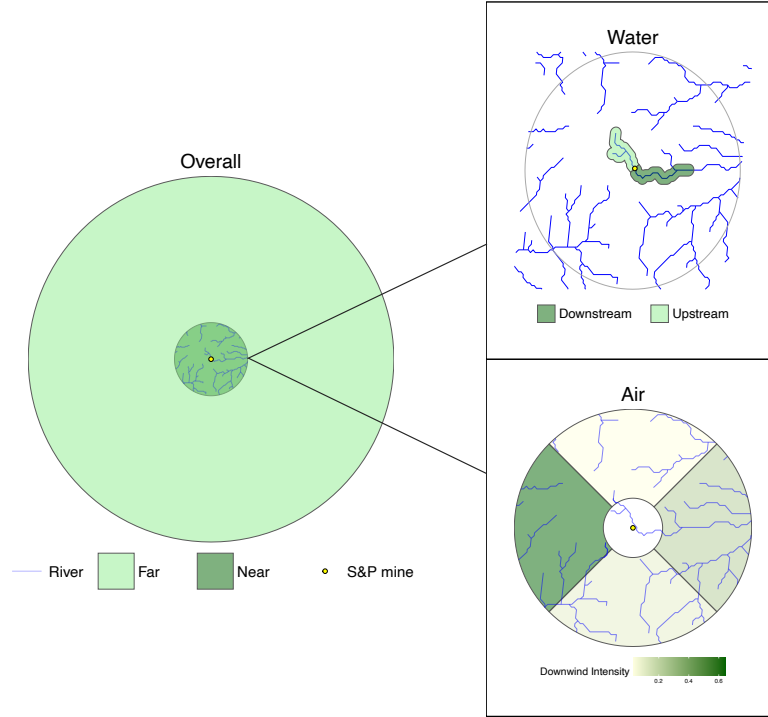 Overall
River
Far
Near
S&P mine
Water
Downstream
Upstream
Air
Downwind Intensity
0.2 0.4 0.6